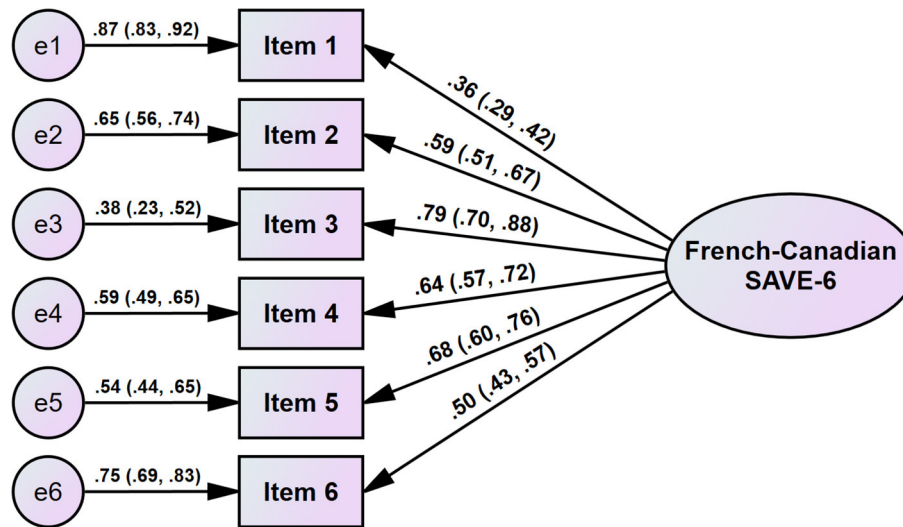 e1
.87 (.83, .92)
Item 1
.36 (.29, .42)
e2
.65 (.56, .74)
Item 2
.59 (.51, .67)
e3
.38 (.23, .52)
Item 3
.79 (.70, .88)
French-Canadian
SAVE-6
e4
.59 (.49, .65)
Item 4
.64 (.57, .72)
e5
.54 (.44, .65)
Item 5
.68 (.60, .76)
e6
.75 (.69, .83)
Item 6
.50 (.43, .57)